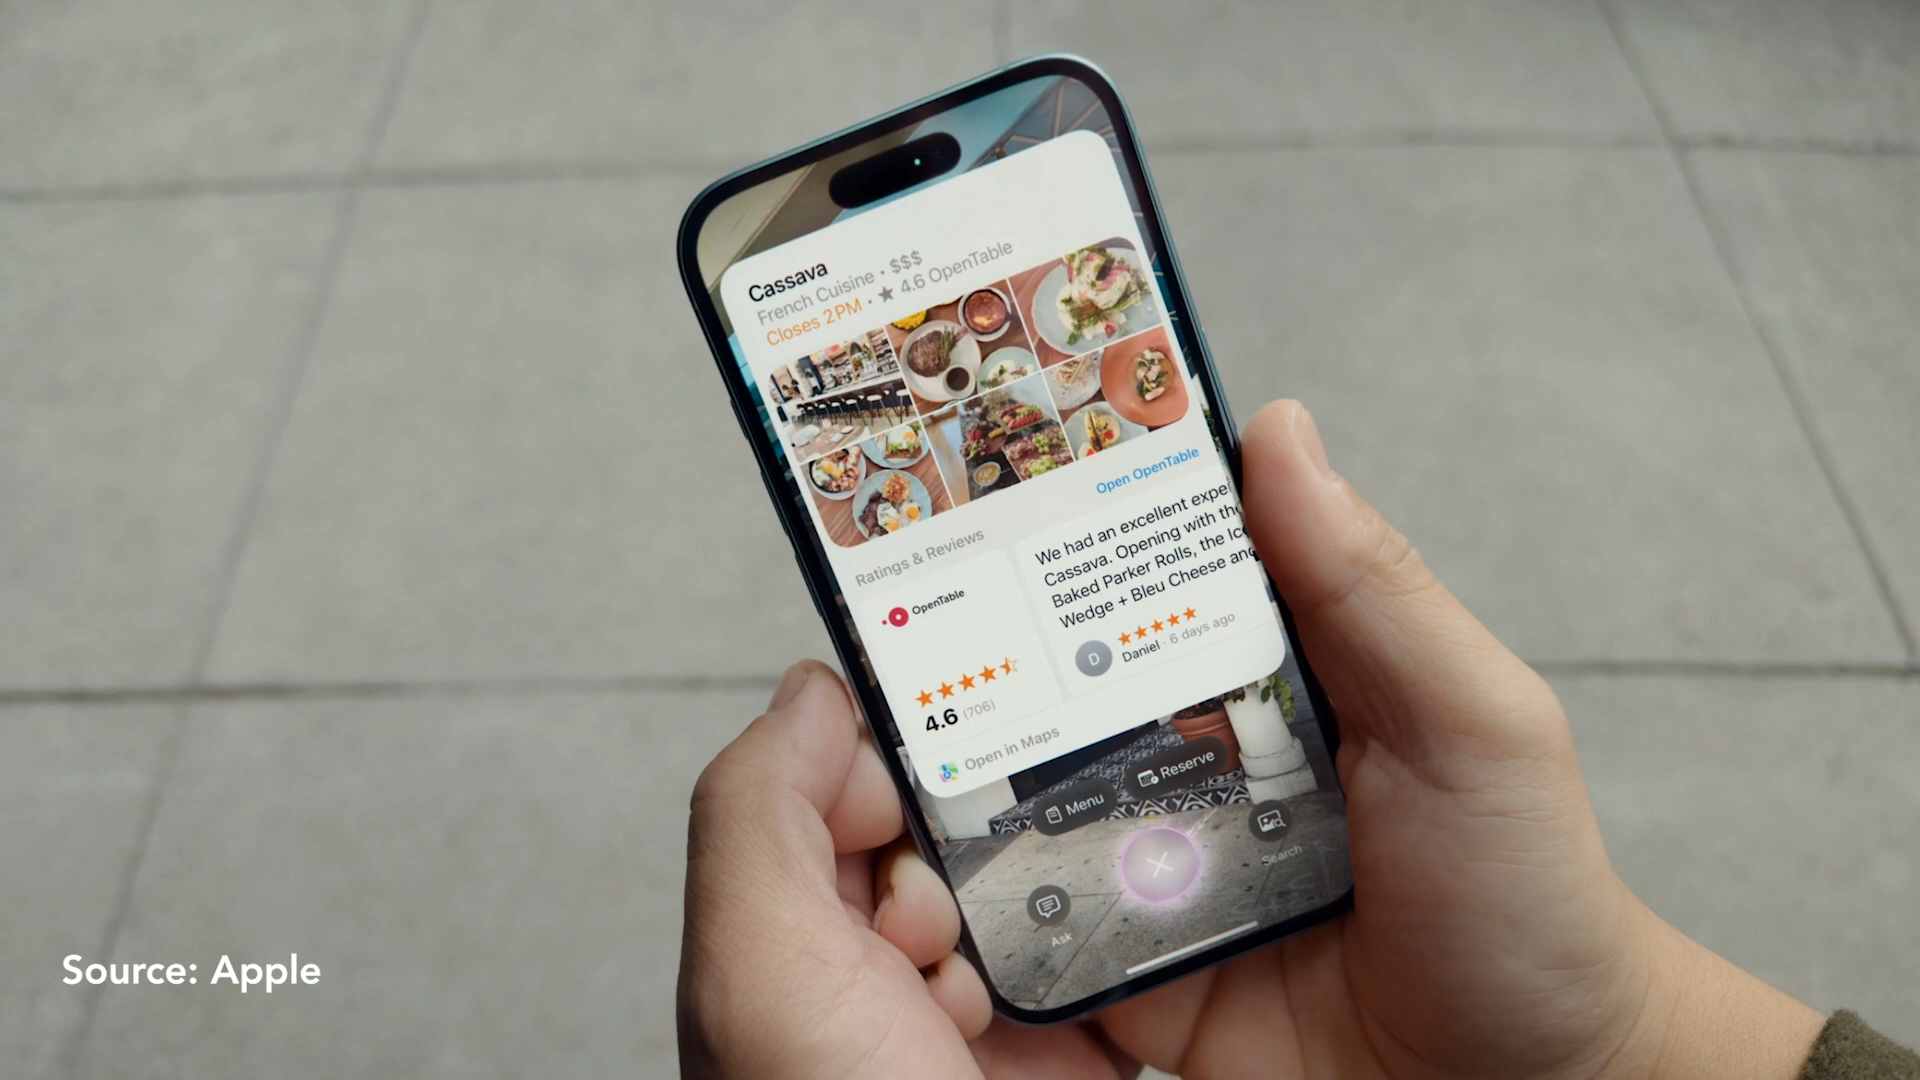 Cassava
French Cuisine · $$$
Closes 2PM · ★ 4.6 OpenTable
Open OpenTable
Ratings & Reviews
OpenTable
4.6 (706)
We had an excellent expe
Cassava. Opening with th
Baked Parker Rolls, the Ic
Wedge + Bleu Cheese and
D
Daniel · 6 days ago
Open in Maps
Menu
Reserve
Ask
Search
Source: Apple